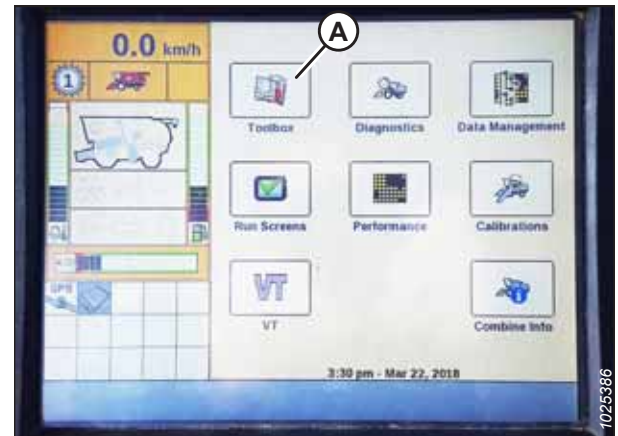 A
0.0 km/h
1
Toolbox
Diagnostics
Data Management
Run Screens
Performance
Calibrations
GPS
VT
VT
Combine Info
3:30 pm - Mar 22, 2018
1025386